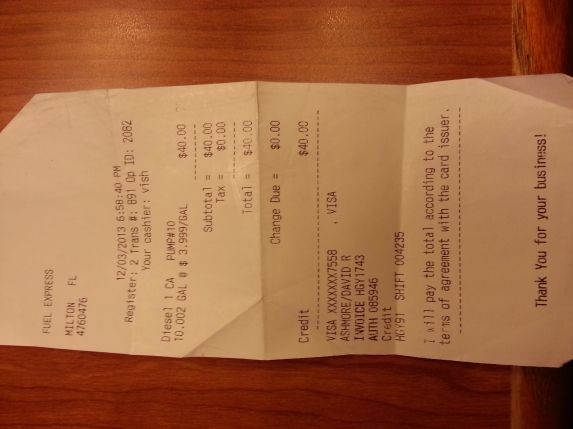 FUEL EXPRESS
MILTON FL
4760476
12/03/2013 6:58:40 PM
Register: 2 Trans #: 891 Op ID: 2082
Your cashier: vish
Diesel 1 CA PUMP#10
10.002 GAL @ $ 3.999/GAL $40.00
Subtotal = $40.00
Tax = $0.00
Total = $40.00
Change Due = $0.00
Credit $40.00
VISA XXXXXXX7558 , VISA
ASHMORE/DAVID R
INVOICE HGY1743
AUTH 085946
Credit
HGY91 SHIFT 004235
I will pay the total according to the
terms of agreement with the card issuer.
Thank You for your business!